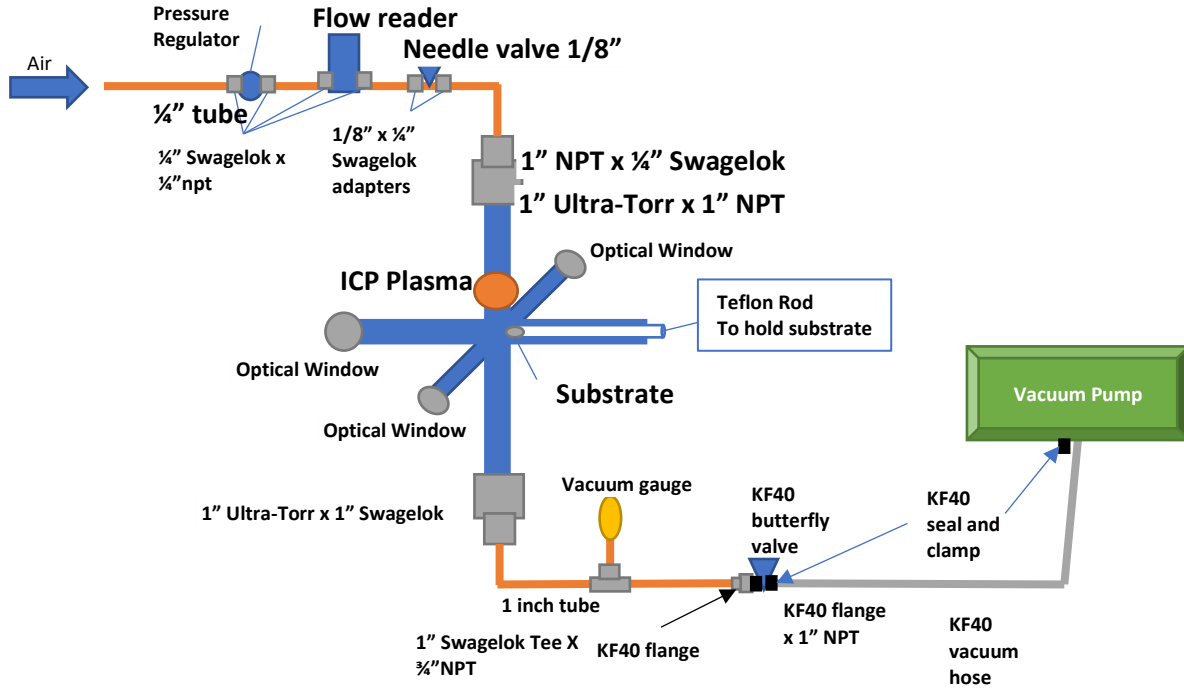 Pressure
Regulator
Flow reader
Needle valve 1/8”
Air
¼” tube
¼” Swagelok x
¼”npt
1/8” x ¼”
Swagelok
adapters
1” NPT x ¼” Swagelok
1” Ultra-Torr x 1” NPT
Optical Window
ICP Plasma
Teflon Rod
To hold substrate
Optical Window
Substrate
Optical Window
Vacuum Pump
1” Ultra-Torr x 1” Swagelok
Vacuum gauge
KF40
butterfly
valve
KF40
seal and
clamp
1 inch tube
1” Swagelok Tee X
¾”NPT
KF40 flange
KF40 flange
x 1” NPT
KF40
vacuum
hose